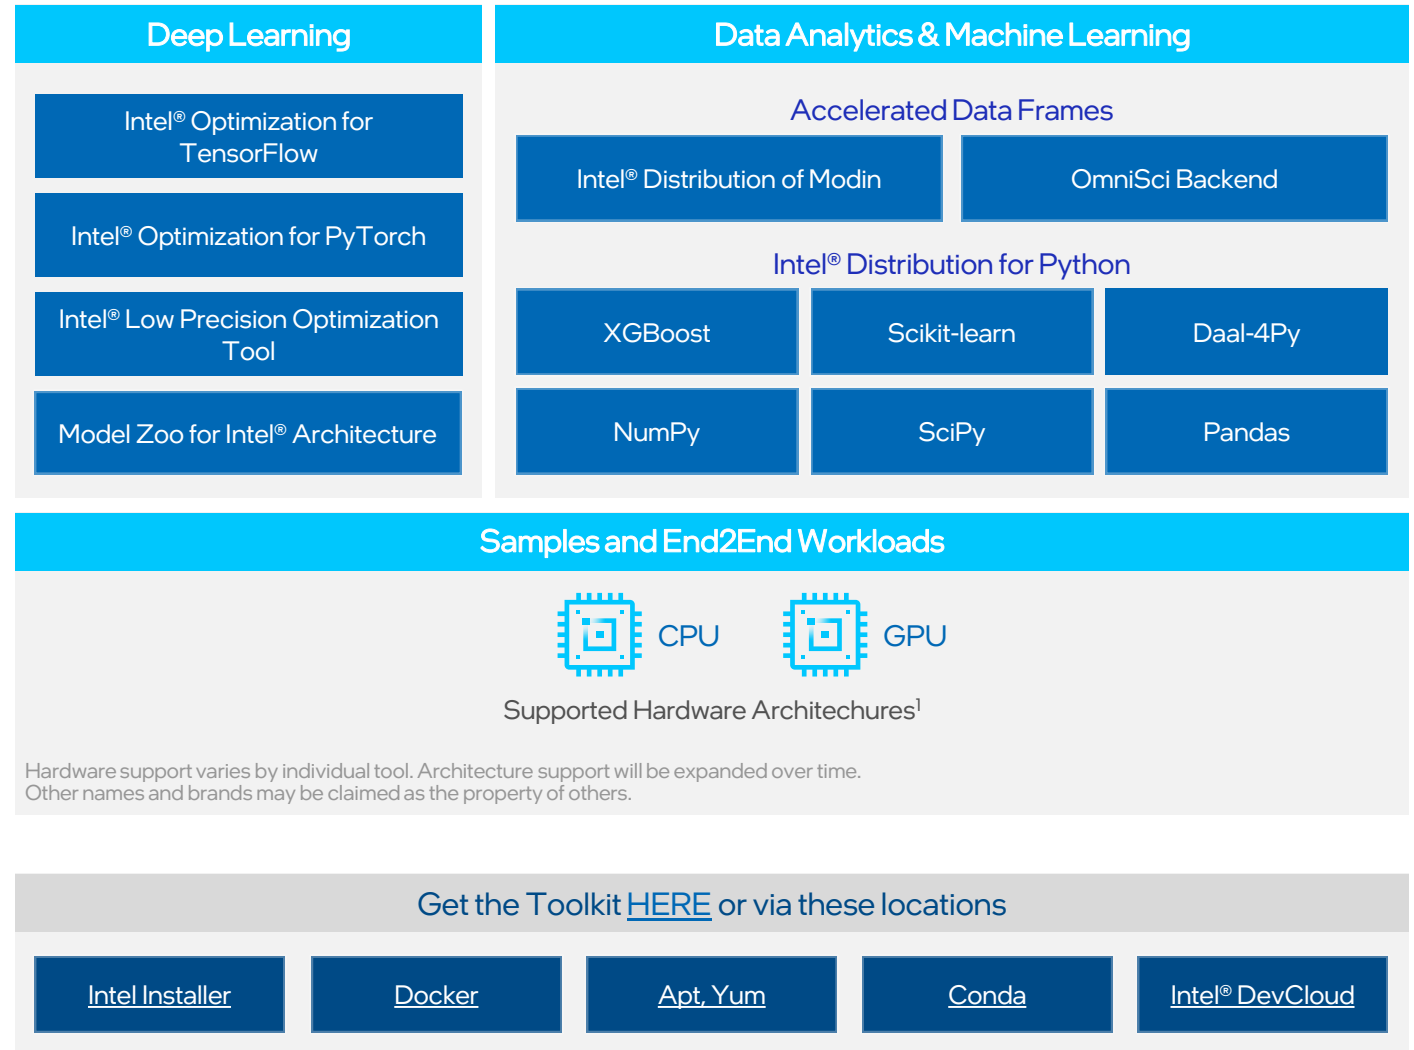 Deep Learning
Intel® Optimization for
TensorFlow
Intel® Optimization for PyTorch
Intel® Low Precision Optimization
Tool
Model Zoo for Intel® Architecture
Data Analytics & Machine Learning
Accelerated Data Frames
Intel® Distribution of Modin
OmniSci Backend
Intel® Distribution for Python
XGBoost
Scikit-learn
Daal-4Py
NumPy
SciPy
Pandas
Samples and End2End Workloads
CPU
GPU
Supported Hardware Architechures¹
Hardware support varies by individual tool. Architecture support will be expanded over time.
Other names and brands may be claimed as the property of others.
Get the Toolkit HERE or via these locations
Intel Installer
Docker
Apt, Yum
Conda
Intel® DevCloud